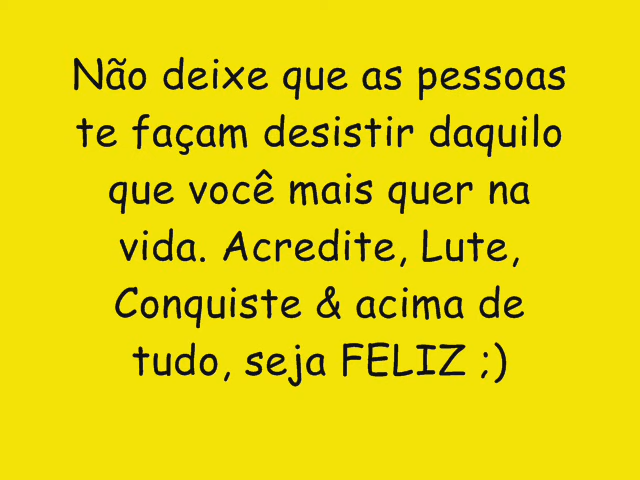 Não deixe que as pessoas
te façam desistir daquilo
que você mais quer na
vida. Acredite, Lute,
Conquiste & acima de
tudo, seja FELIZ ;)